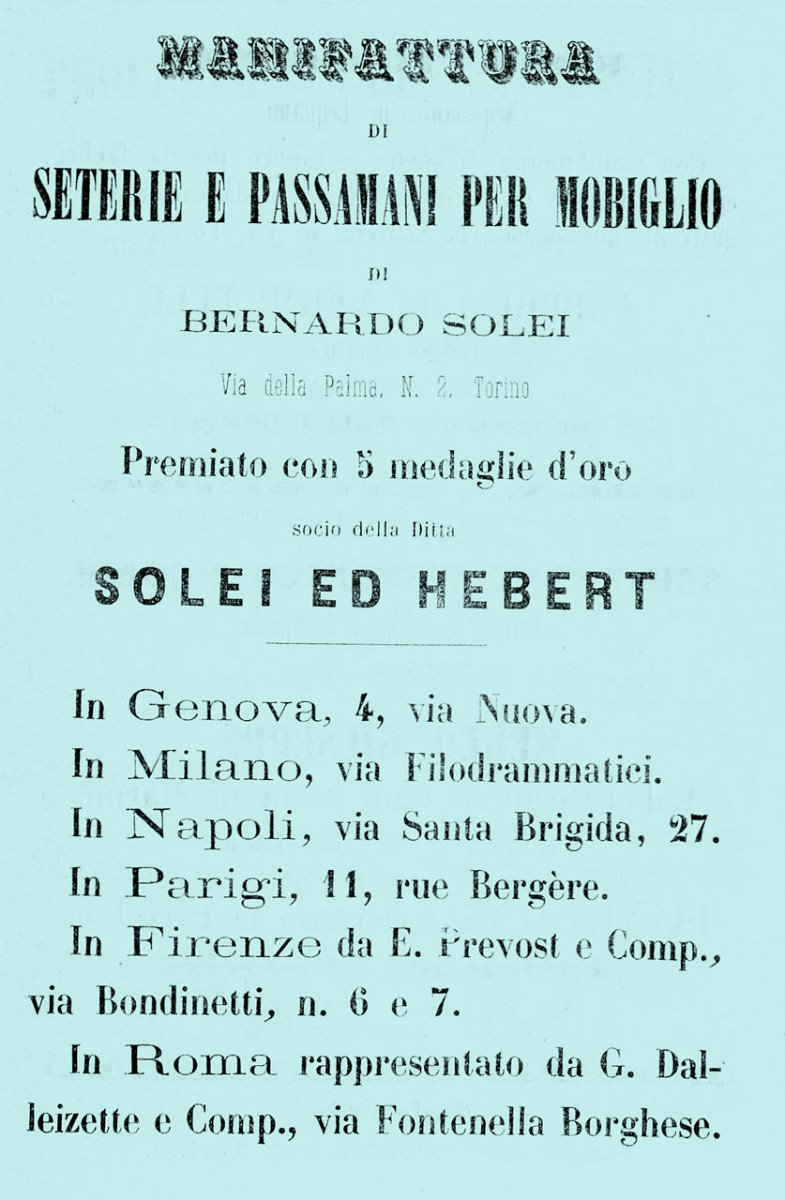 MANIFATTURA
DI
SETERIE E PASSAMANI PER MOBIGLIO
DI
BERNARDO SOLEI
Via della Palma, N. 2, Torino
Premiato con 5 medaglie d'oro
socio della Ditta
SOLEI ED HEBERT
In Genova, 4, via Nuova.
In Milano, via Filodrammatici.
In Napoli, via Santa Brigida, 27.
In Parigi, 11, rue Bergère.
In Firenze da E. Prevost e Comp.,
via Bondinetti, n. 6 e 7.
In Roma rappresentato da G. Dal-
leizette e Comp., via Fontenella Borghese.